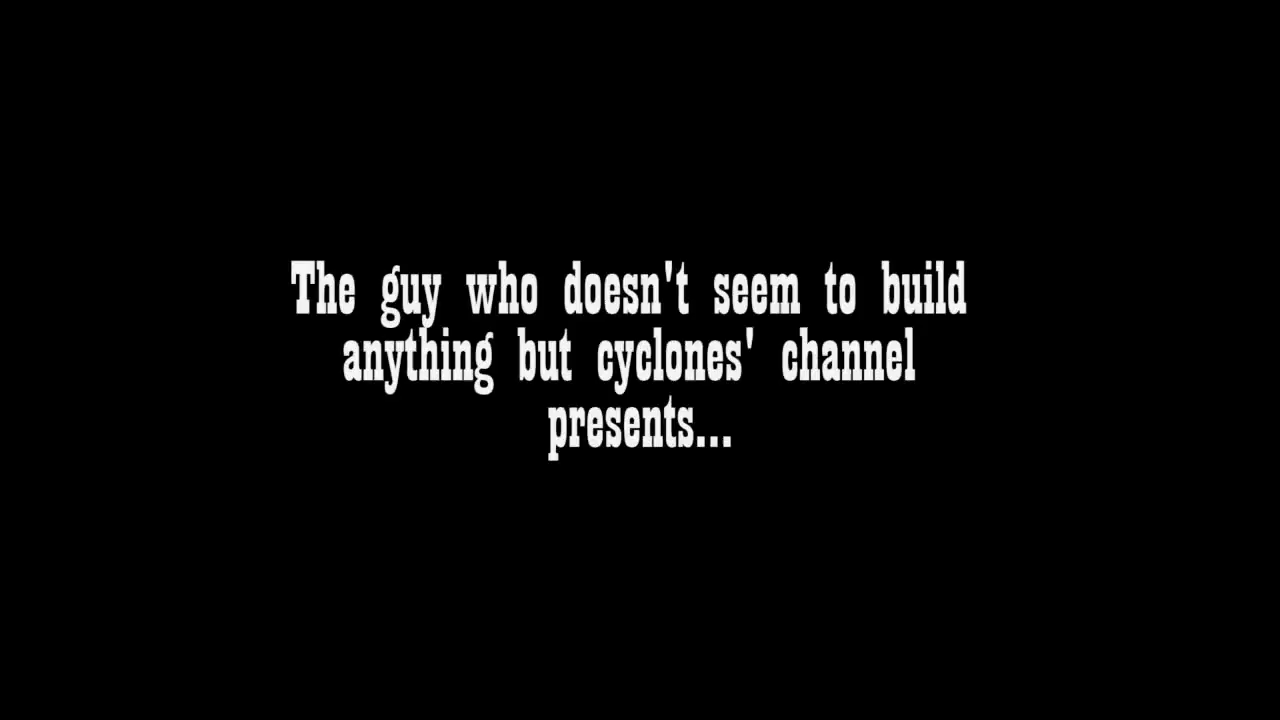 The guy who doesn't seem to build
anything but cyclones' channel
presents...